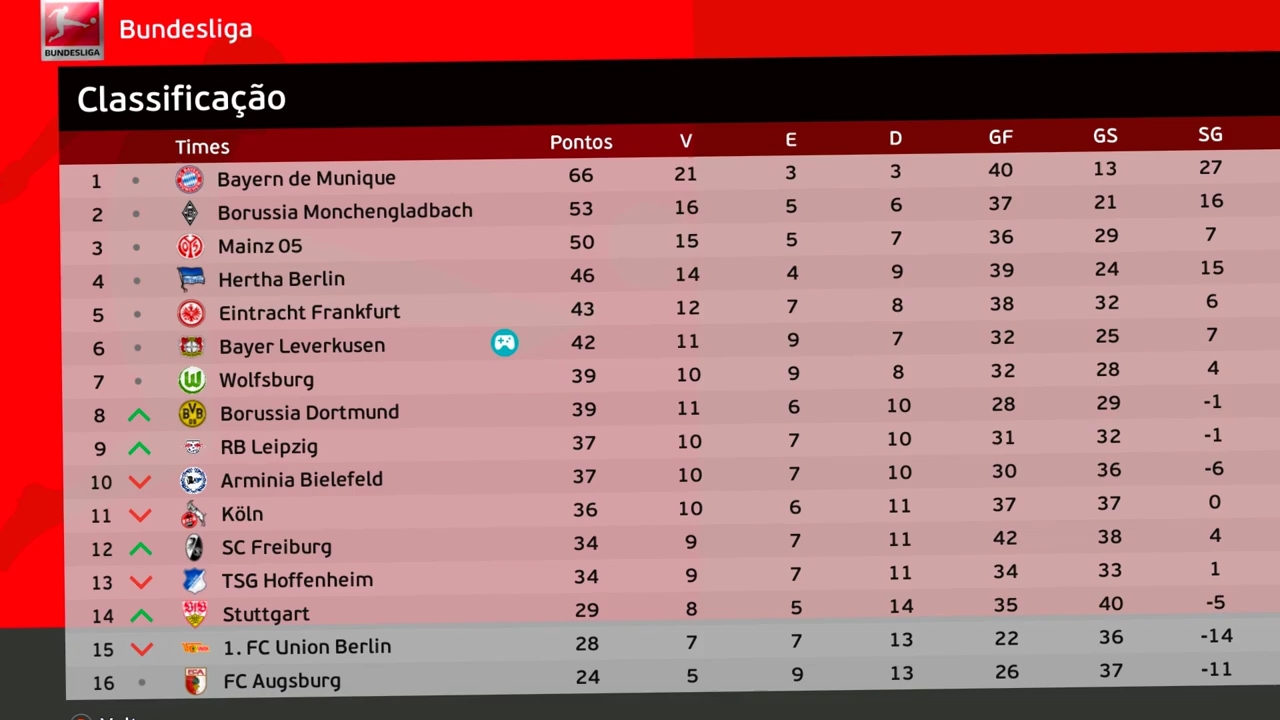 BUNDESLIGA
Bundesliga
Classificação
Times Pontos V E D GF GS SG
1 Bayern de Munique 66 21 3 3 40 13 27
2 Borussia Monchengladbach 53 16 5 6 37 21 16
3 Mainz 05 50 15 5 7 36 29 7
4 Hertha Berlin 46 14 4 9 39 24 15
5 Eintracht Frankfurt 43 12 7 8 38 32 6
6 Bayer Leverkusen 42 11 9 7 32 25 7
7 Wolfsburg 39 10 9 8 32 28 4
8 Borussia Dortmund 39 11 6 10 28 29 -1
9 RB Leipzig 37 10 7 10 31 32 -1
10 Arminia Bielefeld 37 10 7 10 30 36 -6
11 Köln 36 10 6 11 37 37 0
12 SC Freiburg 34 9 7 11 42 38 4
13 TSG Hoffenheim 34 9 7 11 34 33 1
14 Stuttgart 29 8 5 14 35 40 -5
15 1. FC Union Berlin 28 7 7 13 22 36 -14
16 FC Augsburg 24 5 9 13 26 37 -11